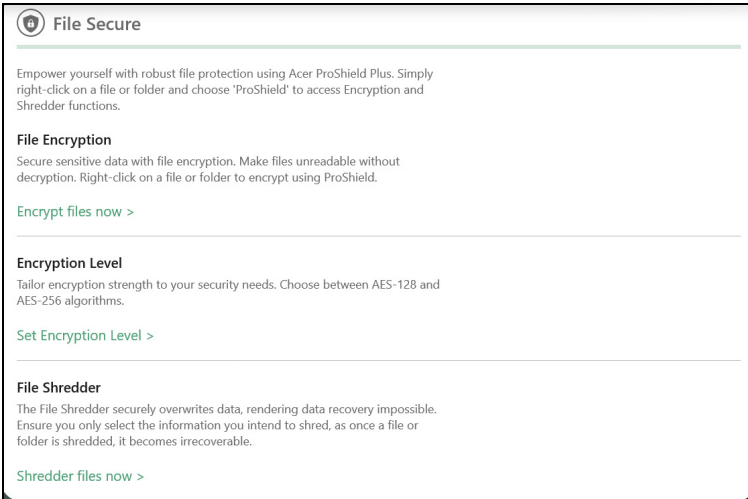 File Secure
Empower yourself with robust file protection using Acer ProShield Plus. Simply
right-click on a file or folder and choose 'ProShield' to access Encryption and
Shredder functions.
File Encryption
Secure sensitive data with file encryption. Make files unreadable without
decryption. Right-click on a file or folder to encrypt using ProShield.
Encrypt files now >
Encryption Level
Tailor encryption strength to your security needs. Choose between AES-128 and
AES-256 algorithms.
Set Encryption Level >
File Shredder
The File Shredder securely overwrites data, rendering data recovery impossible.
Ensure you only select the information you intend to shred, as once a file or
folder is shredded, it becomes irrecoverable.
Shredder files now >